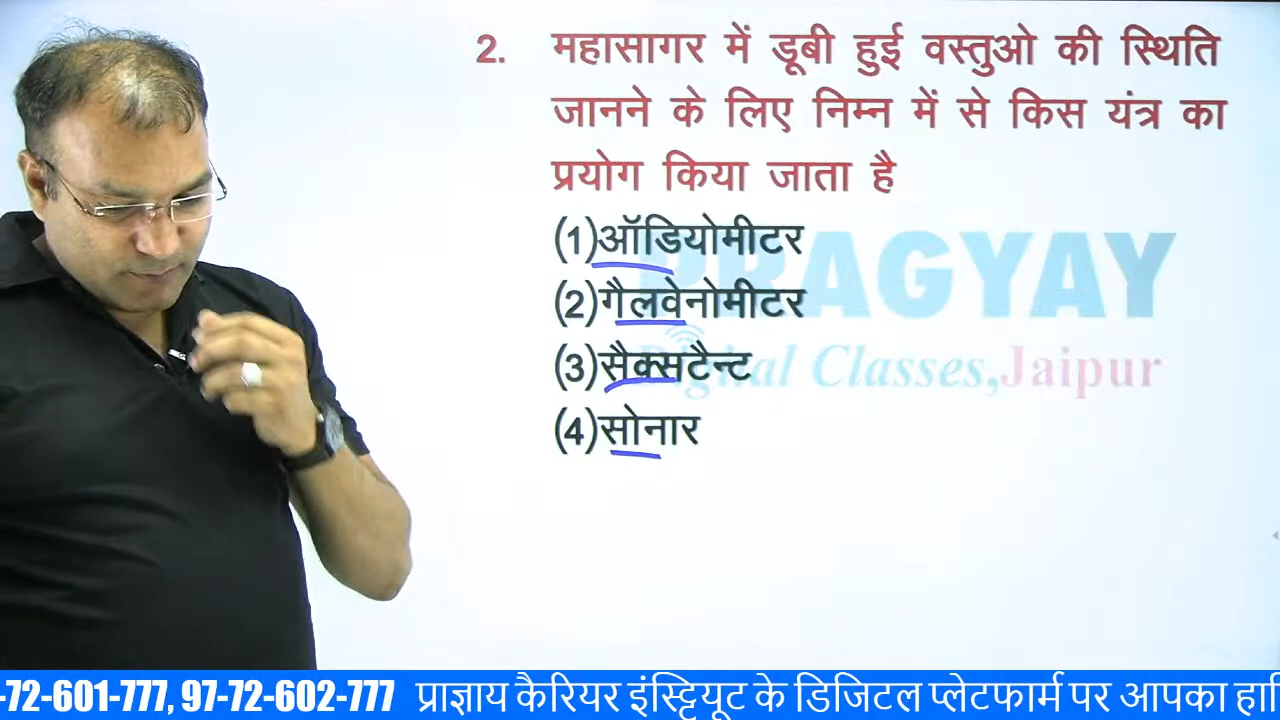 2. महासागर में डूबी हुई वस्तुओ की स्थिति
जानने के लिए निम्न में से किस यंत्र का
प्रयोग किया जाता है
(1)ऑडियोमीटर
(2)गैलवेनोमीटर
(3)सैक्सटैन्ट
(4)सोनार
PRAGYAY
Digital Classes,Jaipur
-72-601-777, 97-72-602-777 प्राज्ञाय कैरियर इंस्ट्टियूट के डिजिटल प्लेटफार्म पर आपका हा